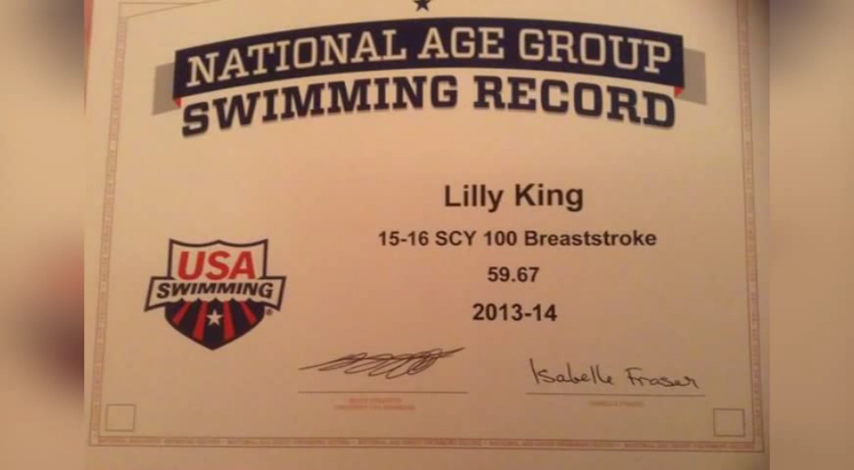 NATIONAL AGE GROUP
SWIMMING RECORD
Lilly King
15-16 SCY 100 Breaststroke
59.67
2013-14
USA
SWIMMING
Isabelle Fraser